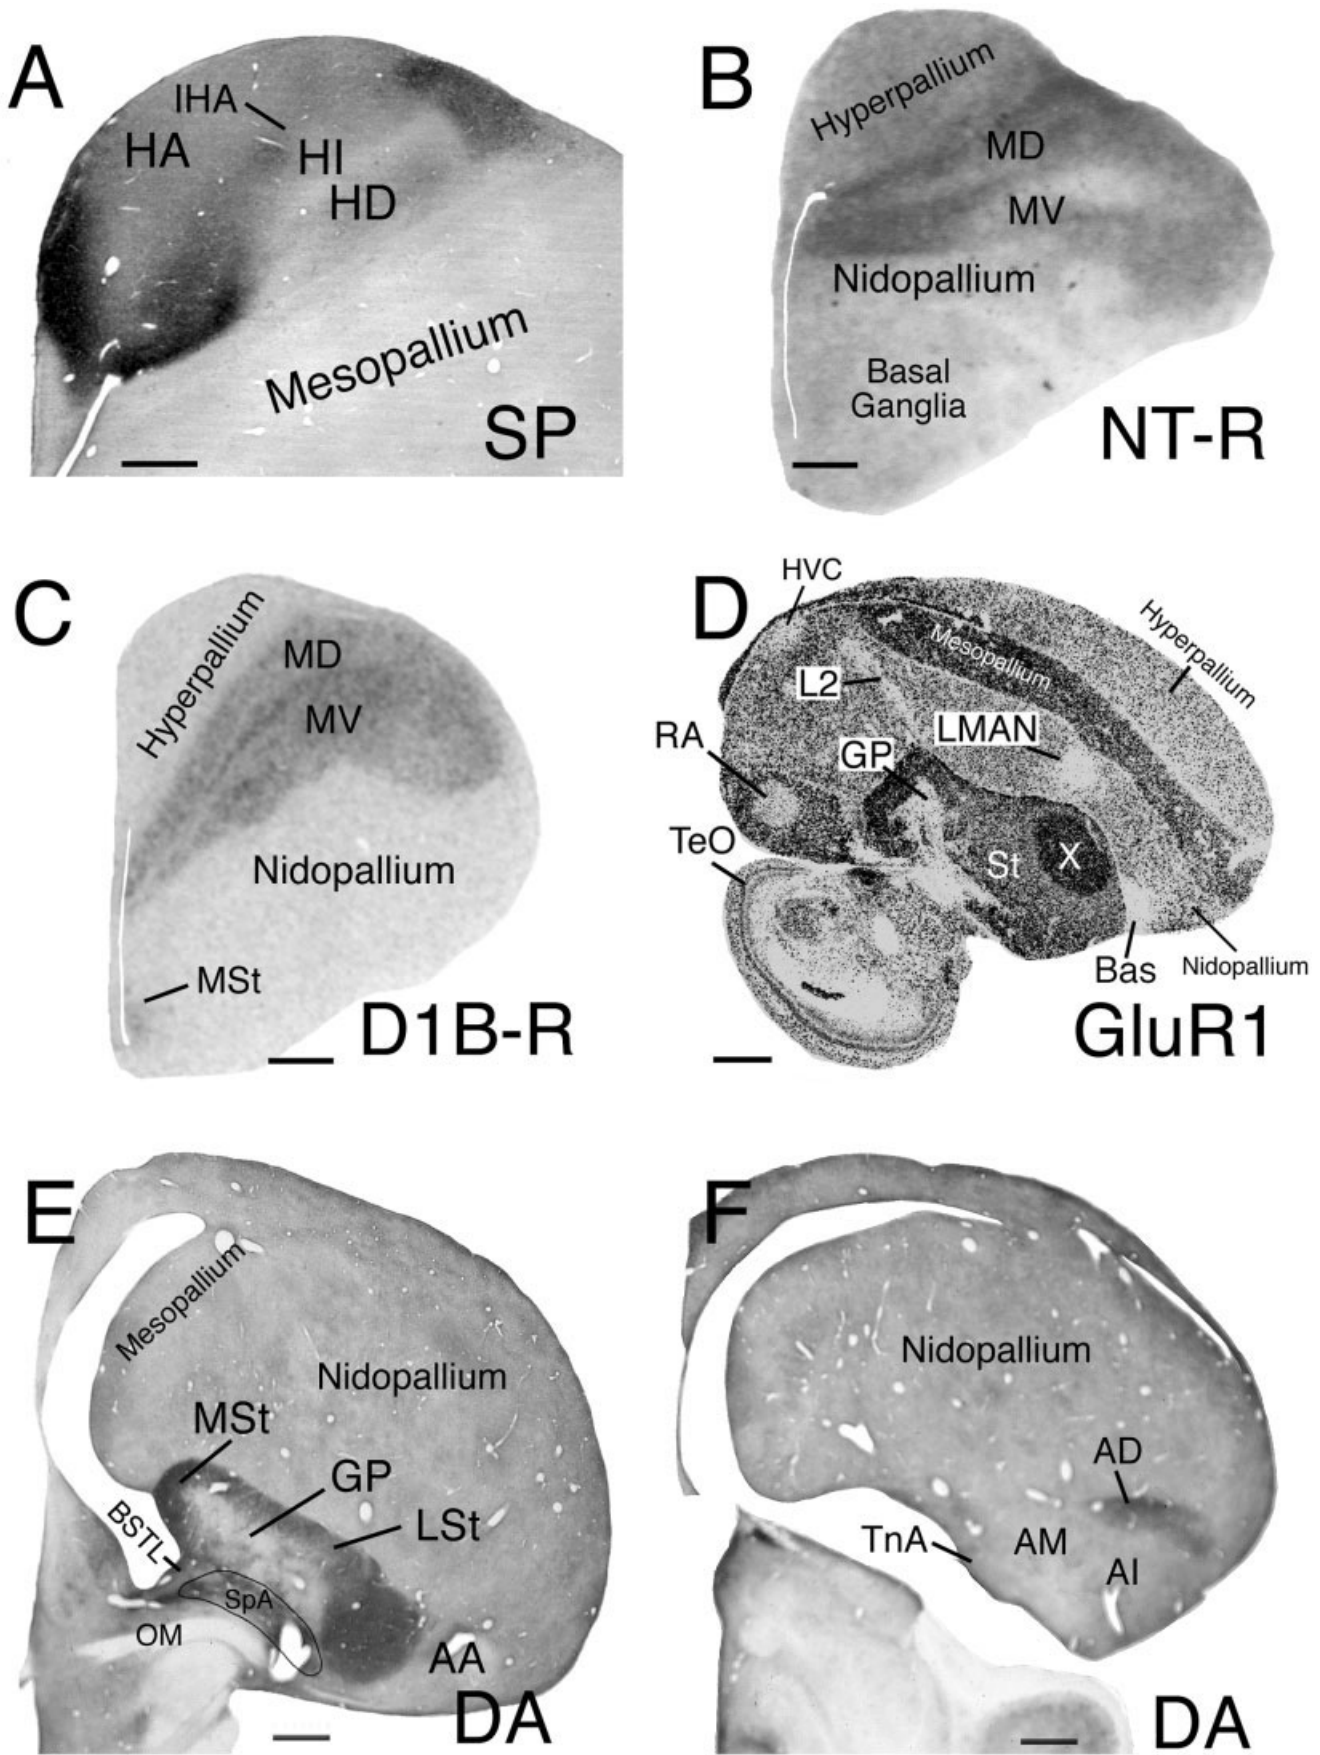 A
IHA
HA
HI
HD
Mesopallium
SP
B
Hyperpallium
MD
MV
Nidopallium
Basal
Ganglia
NT-R
C
Hyperpallium
MD
MV
Nidopallium
MSt
D1B-R
D
HVC
Mesopallium
Hyperpallium
L2
RA
LMAN
GP
TeO
St
X
Bas
Nidopallium
GluR1
E
Mesopallium
Nidopallium
MSt
GP
LSt
BSTL
SpA
OM
AA
DA
F
Nidopallium
AD
TnA
AM
AI
DA